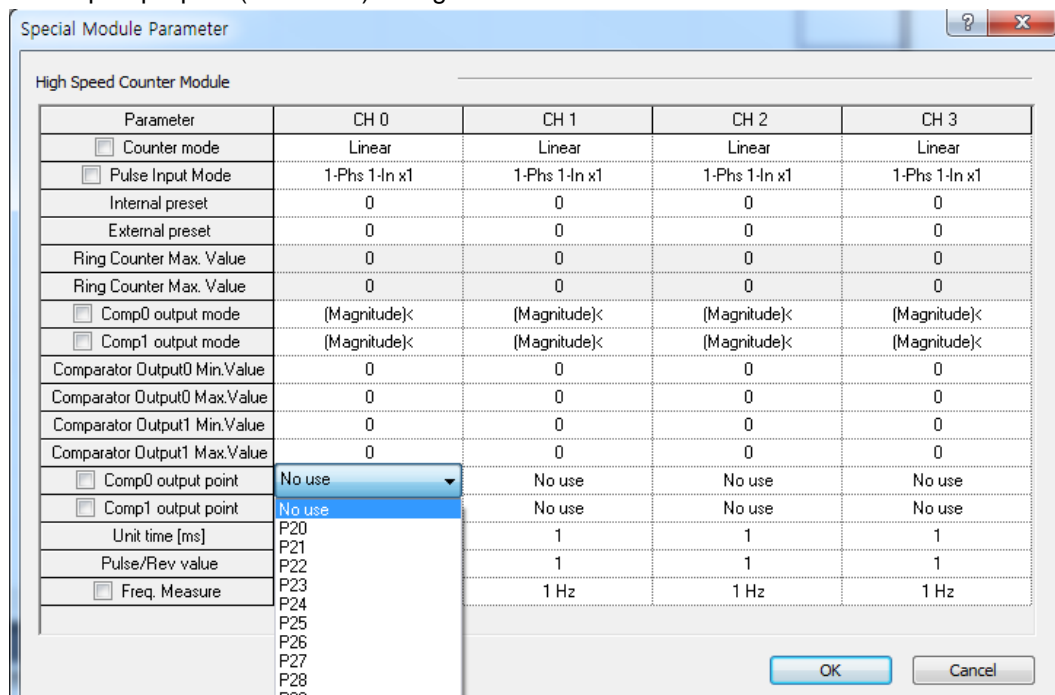 Special Module Parameter
High Speed Counter Module
Parameter CH 0 CH 1 CH 2 CH 3
Counter mode Linear Linear Linear Linear
Pulse Input Mode 1-Phs 1-In x1 1-Phs 1-In x1 1-Phs 1-In x1 1-Phs 1-In x1
Internal preset 0 0 0 0
External preset 0 0 0 0
Ring Counter Max. Value 0 0 0 0
Ring Counter Max. Value 0 0 0 0
Comp0 output mode (Magnitude)< (Magnitude)< (Magnitude)< (Magnitude)<
Comp1 output mode (Magnitude)< (Magnitude)< (Magnitude)< (Magnitude)<
Comparator Output0 Min.Value 0 0 0 0
Comparator Output0 Max.Value 0 0 0 0
Comparator Output1 Min.Value 0 0 0 0
Comparator Output1 Max.Value 0 0 0 0
Comp0 output point No use No use No use No use
Comp1 output point No use No use No use No use
Unit time [ms] 1 1 1
Pulse/Rev value 1 1 1
Freq. Measure 1 Hz 1 Hz 1 Hz
P20
P21
P22
P23
P24
P25
P26
P27
P28
OK Cancel